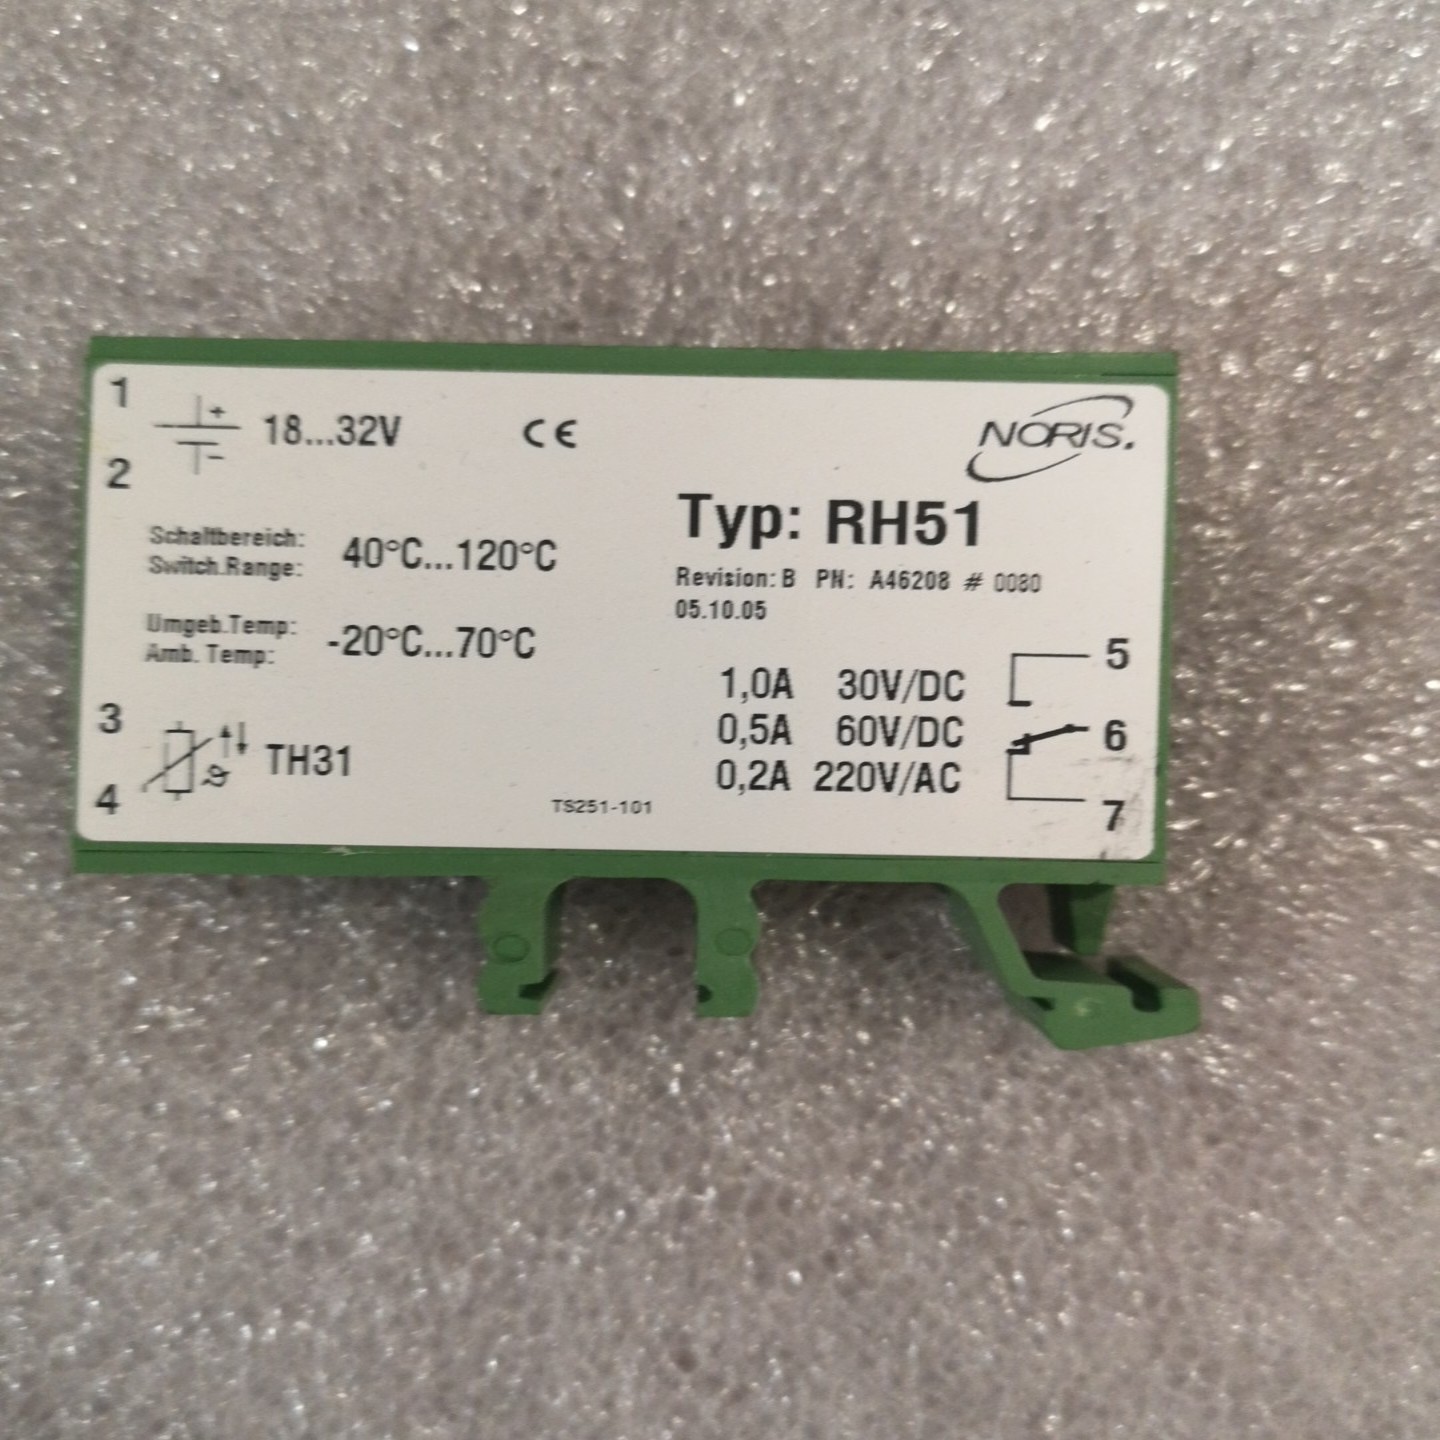 1
+ 18...32V CE
2 -
NORIS.
Schaltbereich:
Switch.Range: 40°C...120°C
Umgeb.Temp:
Amb. Temp: -20°C...70°C
3
TH31
4 ϑ
TS251-101
Typ: RH51
Revision: B PN: A46208 # 0080
05.10.05
1,0A 30V/DC
0,5A 60V/DC
0,2A 220V/AC
5
6
7